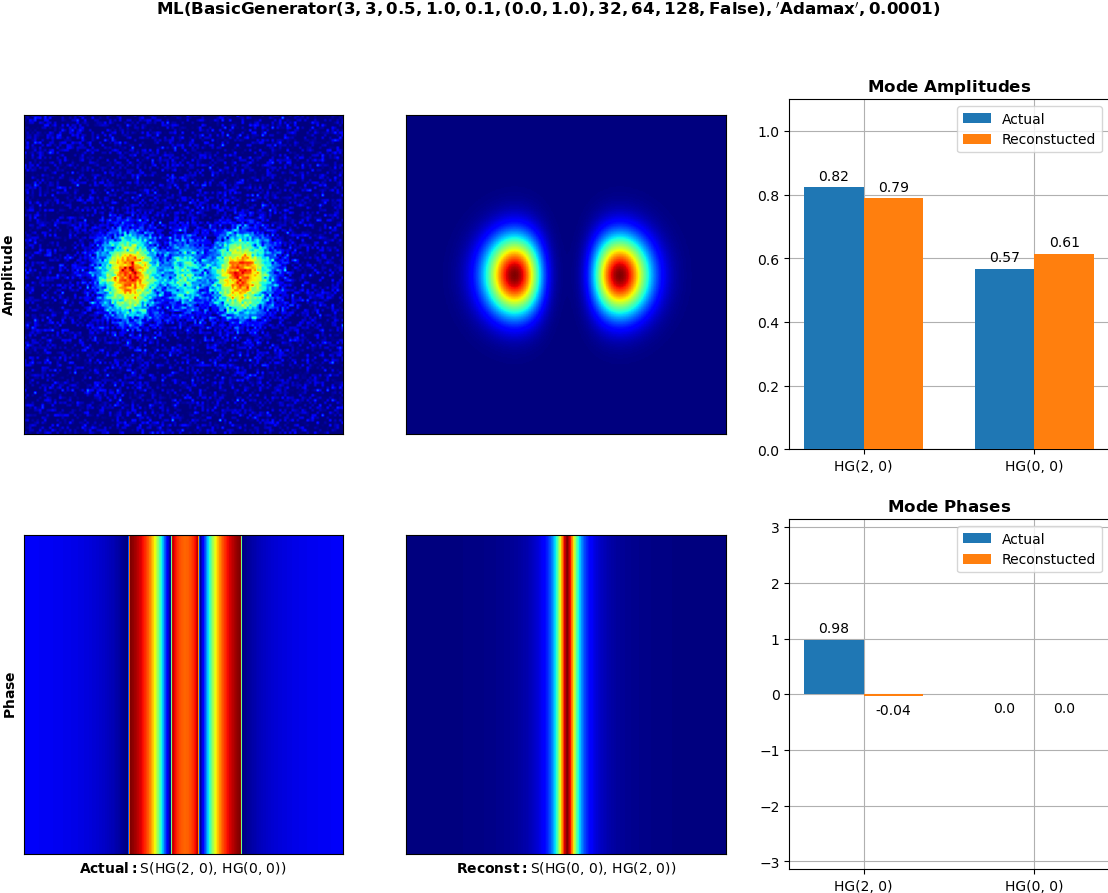 ML(BasicGenerator(3, 3, 0.5, 1.0, 0.1, (0.0, 1.0), 32, 64, 128, False), ′Adamax′, 0.0001)
Mode Amplitudes
Amplitude
1.0
0.8
0.6
0.4
0.2
0.0
Actual
Reconstucted
0.82
0.79
0.57
0.61
HG(2, 0)
HG(0, 0)
Mode Phases
Phase
3
2
1
0
−1
−2
−3
Actual
Reconstucted
0.98
-0.04
0.0
0.0
HG(2, 0)
HG(0, 0)
Actual: S(HG(2, 0), HG(0, 0))
Reconst: S(HG(0, 0), HG(2, 0))